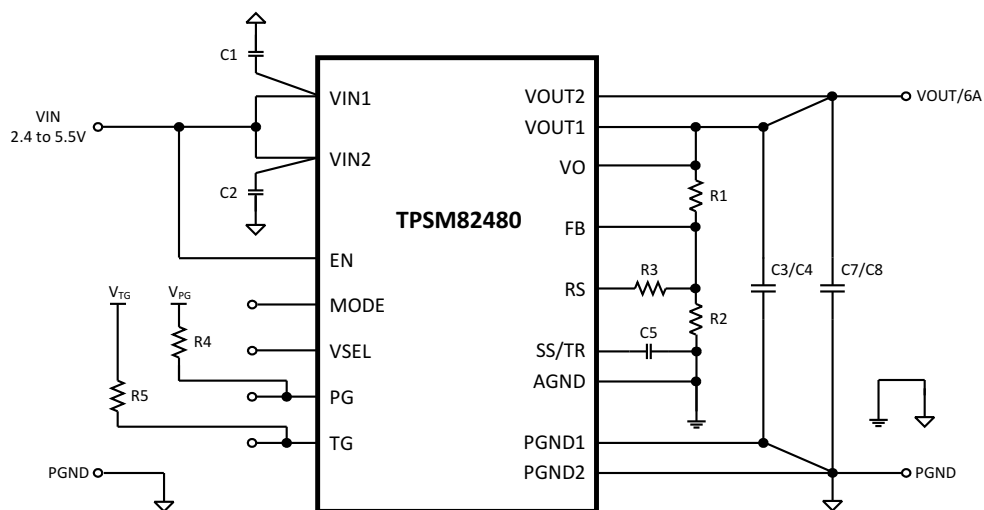 C1
VIN
2.4 to 5.5V
C2
V_TG
V_PG
R4
R5
PGND
VIN1
VIN2
EN
MODE
VSEL
PG
TG
TPSM82480
VOUT2
VOUT1
VO
FB
RS
SS/TR
AGND
PGND1
PGND2
R1
R3
R2
C5
C3/C4
C7/C8
VOUT/6A
PGND